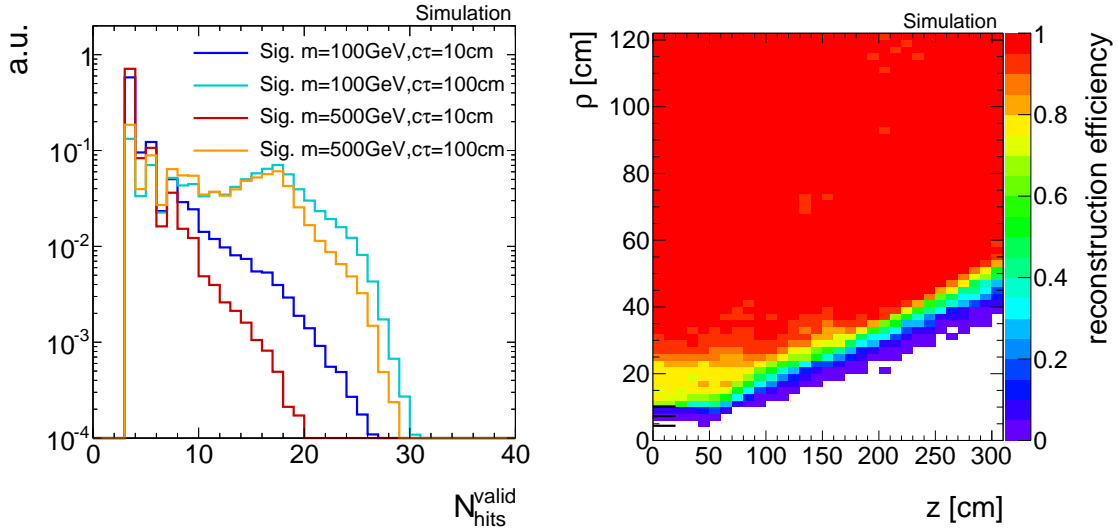 Simulation
a.u.
1
10^-1
10^-2
10^-3
10^-4
Sig. m=100GeV,cτ=10cm
Sig. m=100GeV,cτ=100cm
Sig. m=500GeV,cτ=10cm
Sig. m=500GeV,cτ=100cm
0 10 20 30 40
N_hits^valid
Simulation
ρ [cm]
120
100
80
60
40
20
0
0 50 100 150 200 250 300
z [cm]
1
0.8
0.6
0.4
0.2
0
reconstruction efficiency